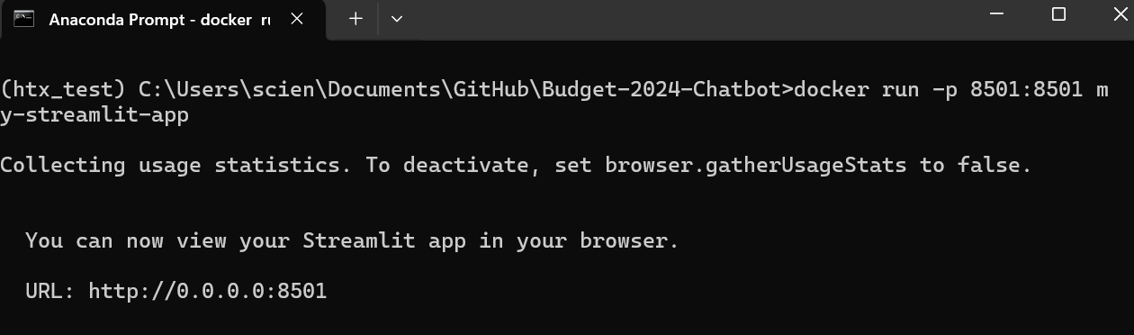 Anaconda Prompt - docker ru
(htx_test) C:\Users\scien\Documents\GitHub\Budget-2024-Chatbot>docker run -p 8501:8501 m
y-streamlit-app
Collecting usage statistics. To deactivate, set browser.gatherUsageStats to false.
You can now view your Streamlit app in your browser.
URL: http://0.0.0.0:8501